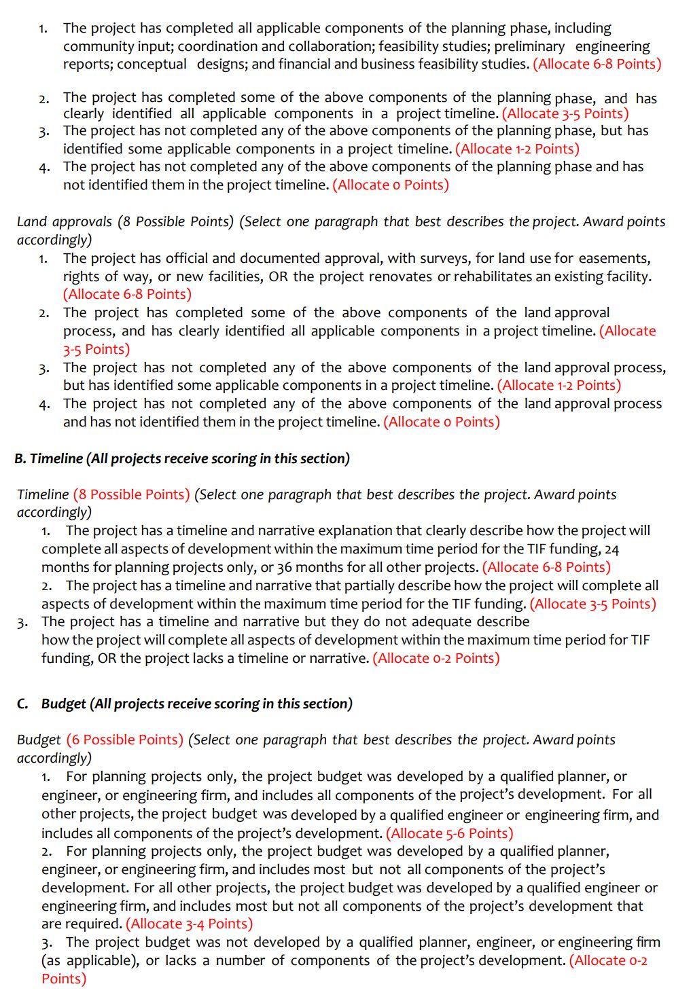 1. The project has completed all applicable components of the planning phase, including
community input; coordination and collaboration; feasibility studies; preliminary engineering
reports; conceptual designs; and financial and business feasibility studies. (Allocate 6-8 Points)
2. The project has completed some of the above components of the planning phase, and has
clearly identified all applicable components in a project timeline. (Allocate 3-5 Points)
3. The project has not completed any of the above components of the planning phase, but has
identified some applicable components in a project timeline. (Allocate 1-2 Points)
4. The project has not completed any of the above components of the planning phase and has
not identified them in the project timeline. (Allocate 0 Points)
Land approvals (8 Possible Points) (Select one paragraph that best describes the project. Award points
accordingly)
1. The project has official and documented approval, with surveys, for land use for easements,
rights of way, or new facilities, OR the project renovates or rehabilitates an existing facility.
(Allocate 6-8 Points)
2. The project has completed some of the above components of the land approval
process, and has clearly identified all applicable components in a project timeline. (Allocate
3-5 Points)
3. The project has not completed any of the above components of the land approval process,
but has identified some applicable components in a project timeline. (Allocate 1-2 Points)
4. The project has not completed any of the above components of the land approval process
and has not identified them in the project timeline. (Allocate 0 Points)
B. Timeline (All projects receive scoring in this section)
Timeline (8 Possible Points) (Select one paragraph that best describes the project. Award points
accordingly)
1. The project has a timeline and narrative explanation that clearly describe how the project will
complete all aspects of development within the maximum time period for the TIF funding, 24
months for planning projects only, or 36 months for all other projects. (Allocate 6-8 Points)
2. The project has a timeline and narrative that partially describe how the project will complete all
aspects of development within the maximum time period for the TIF funding. (Allocate 3-5 Points)
3. The project has a timeline and narrative but they do not adequate describe
how the project will complete all aspects of development within the maximum time period for TIF
funding, OR the project lacks a timeline or narrative. (Allocate 0-2 Points)
C. Budget (All projects receive scoring in this section)
Budget (6 Possible Points) (Select one paragraph that best describes the project. Award points
accordingly)
1. For planning projects only, the project budget was developed by a qualified planner, or
engineer, or engineering firm, and includes all components of the project's development. For all
other projects, the project budget was developed by a qualified engineer or engineering firm, and
includes all components of the project's development. (Allocate 5-6 Points)
2. For planning projects only, the project budget was developed by a qualified planner,
engineer, or engineering firm, and includes most but not all components of the project's
development. For all other projects, the project budget was developed by a qualified engineer or
engineering firm, and includes most but not all components of the project's development that
are required. (Allocate 3-4 Points)
3. The project budget was not developed by a qualified planner, engineer, or engineering firm
(as applicable), or lacks a number of components of the project's development. (Allocate 0-2
Points)